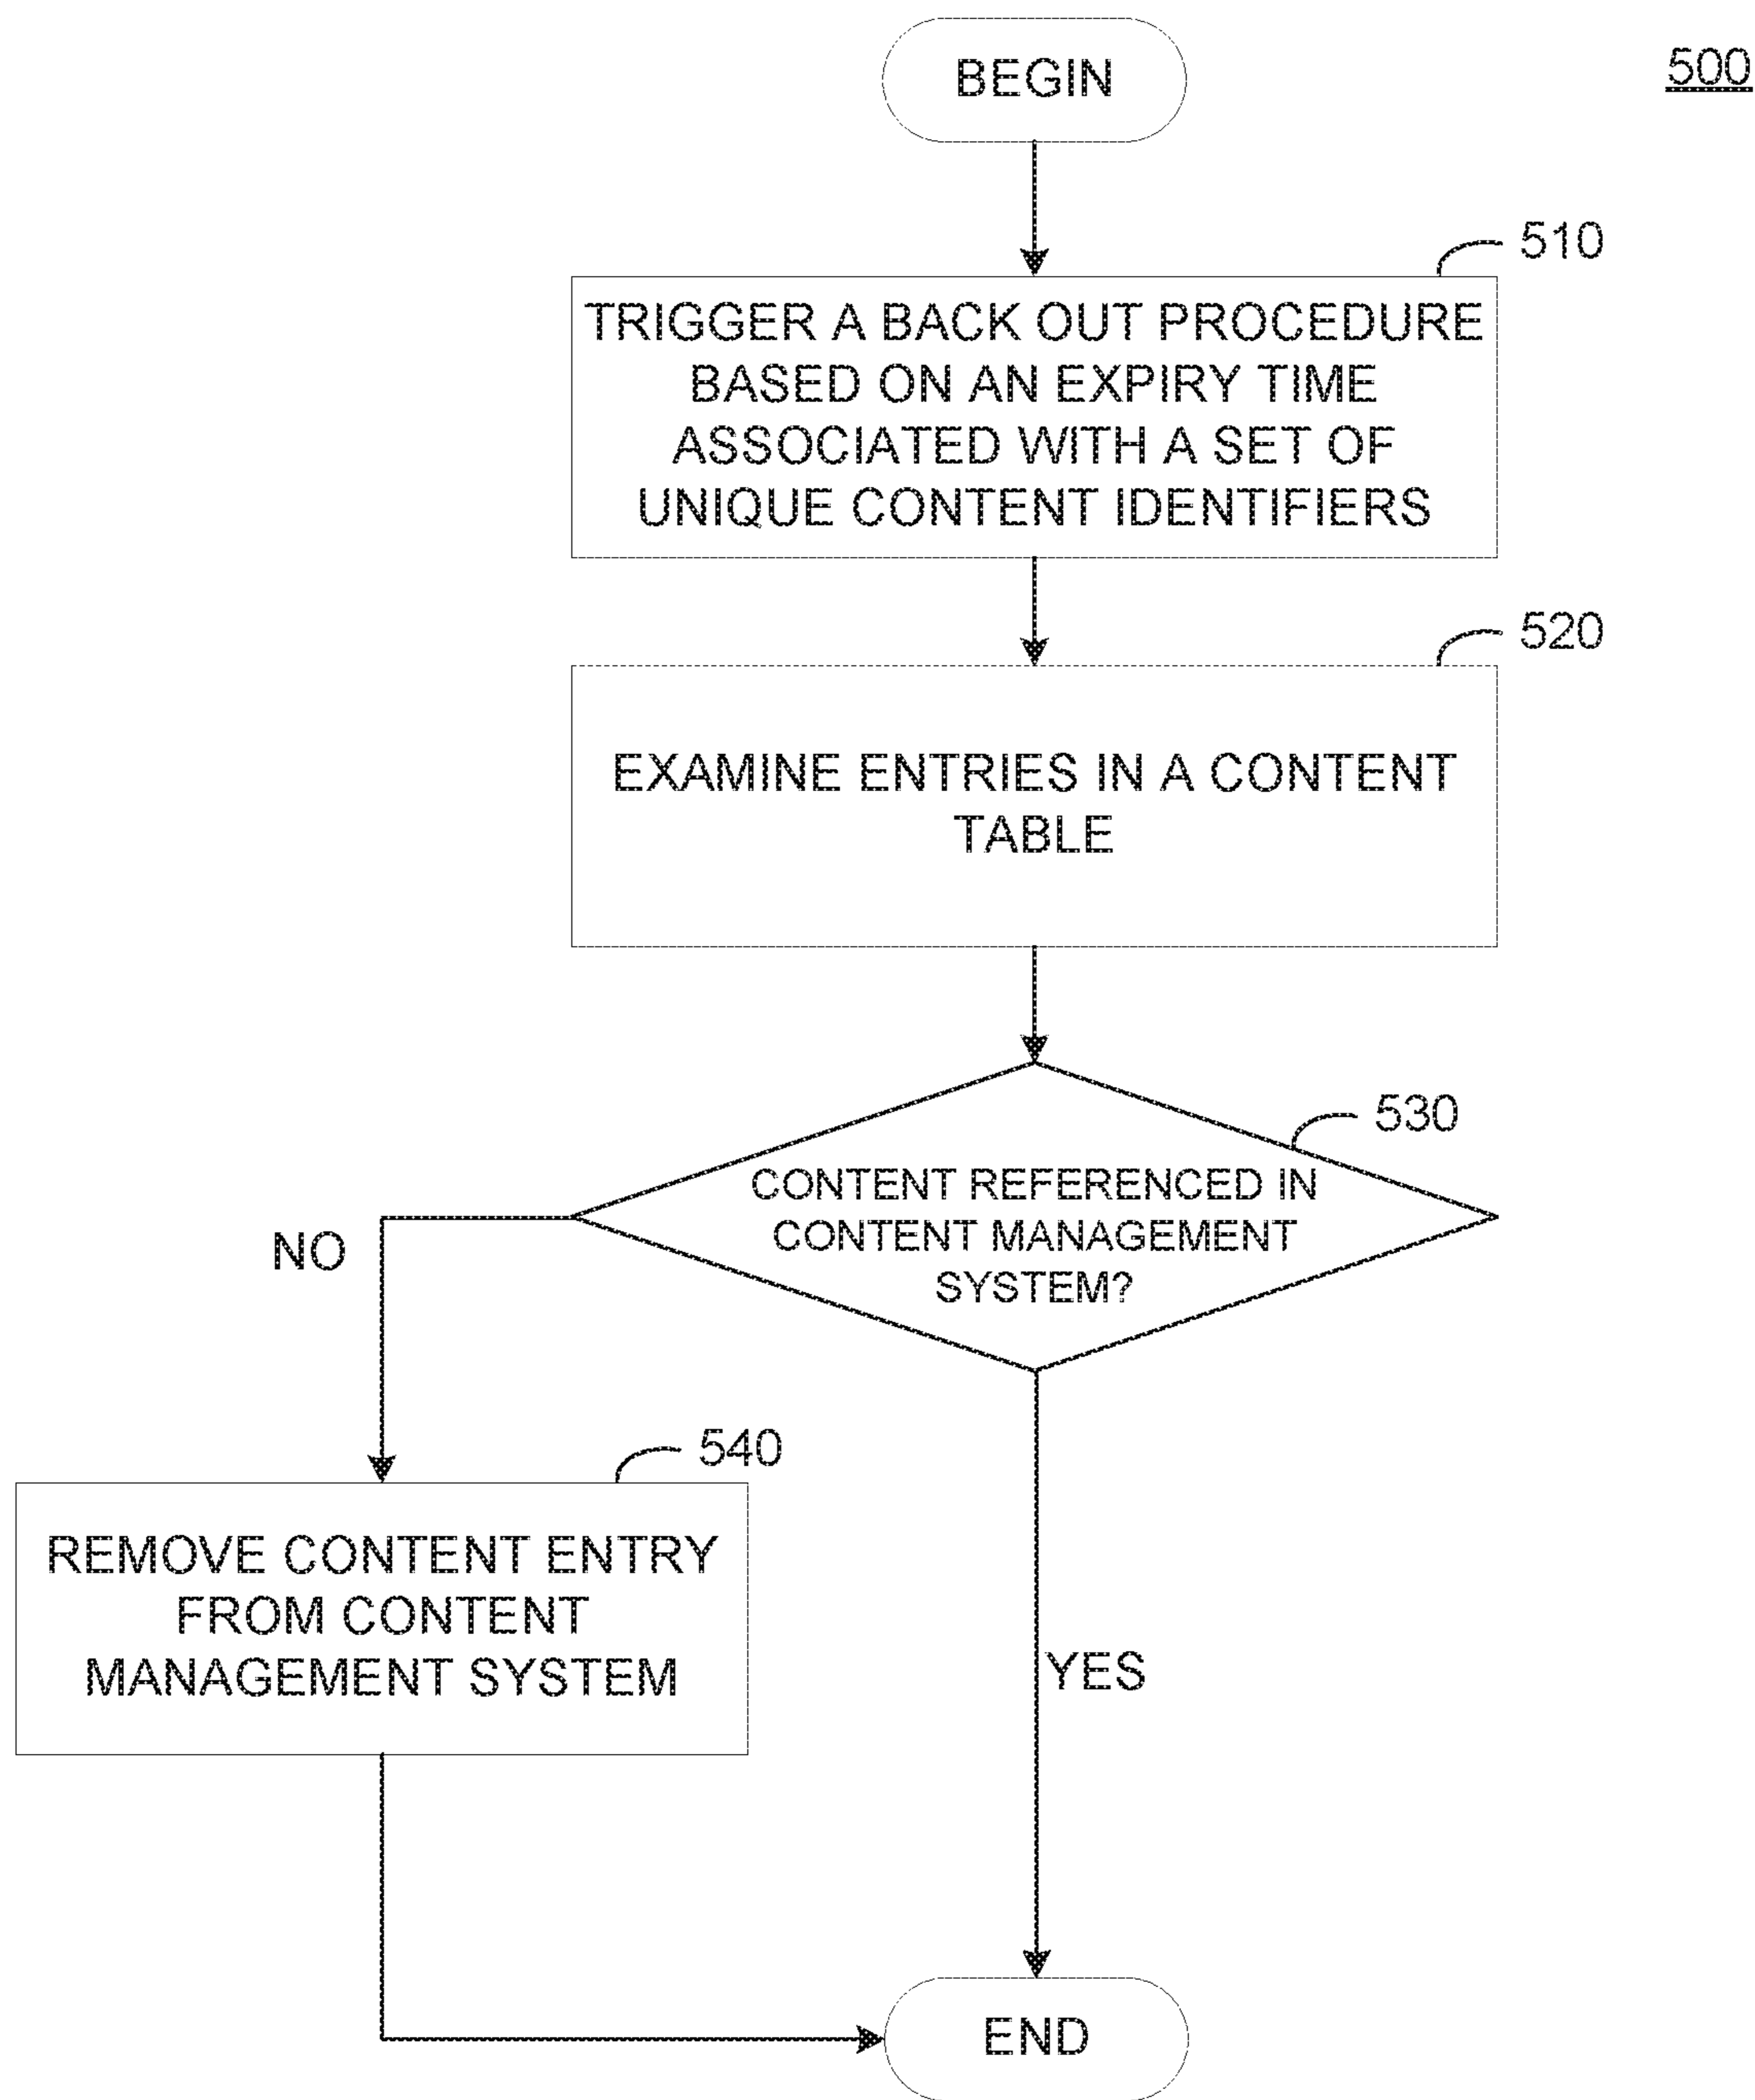 BEGIN
500
510
TRIGGER A BACK OUT PROCEDURE
BASED ON AN EXPIRY TIME
ASSOCIATED WITH A SET OF
UNIQUE CONTENT IDENTIFIERS
520
EXAMINE ENTRIES IN A CONTENT
TABLE
530
CONTENT REFERENCED IN
CONTENT MANAGEMENT
SYSTEM?
NO
540
REMOVE CONTENT ENTRY
FROM CONTENT
MANAGEMENT SYSTEM
YES
END